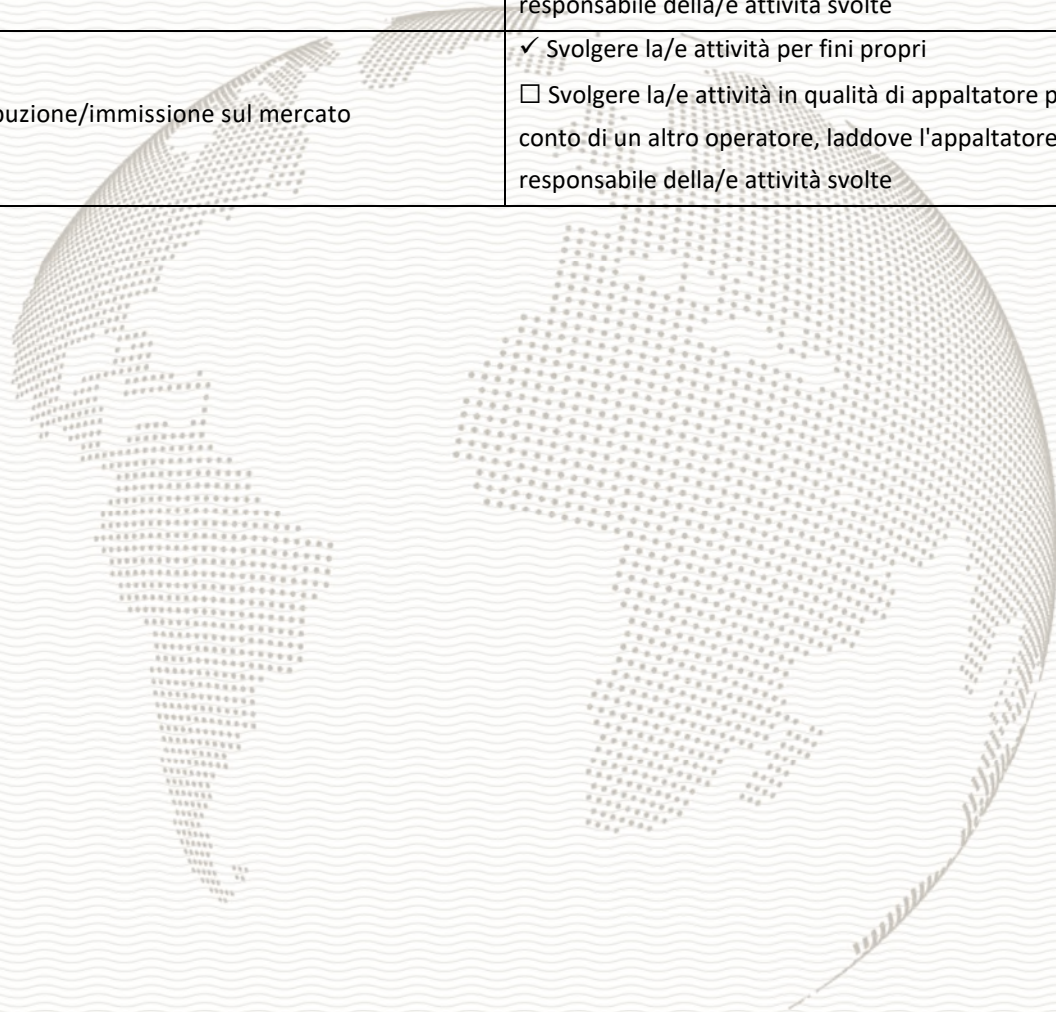 responsabile della/e attività svolte
✓ Svolgere la/e attività per fini propri
buzione/immissione sul mercato
☐ Svolgere la/e attività in qualità di appaltatore p
conto di un altro operatore, laddove l'appaltatore
responsabile della/e attività svolte